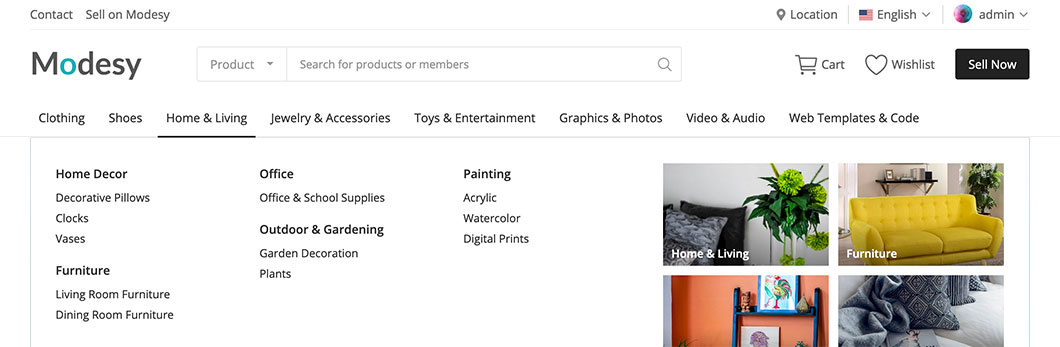 Contact Sell on Modesy Location English admin
Modesy Product Search for products or members Cart Wishlist Sell Now
Clothing Shoes Home & Living Jewelry & Accessories Toys & Entertainment Graphics & Photos Video & Audio Web Templates & Code
Home Decor
Decorative Pillows
Clocks
Vases
Furniture
Living Room Furniture
Dining Room Furniture
Office
Office & School Supplies
Outdoor & Gardening
Garden Decoration
Plants
Painting
Acrylic
Watercolor
Digital Prints
Home & Living
Furniture